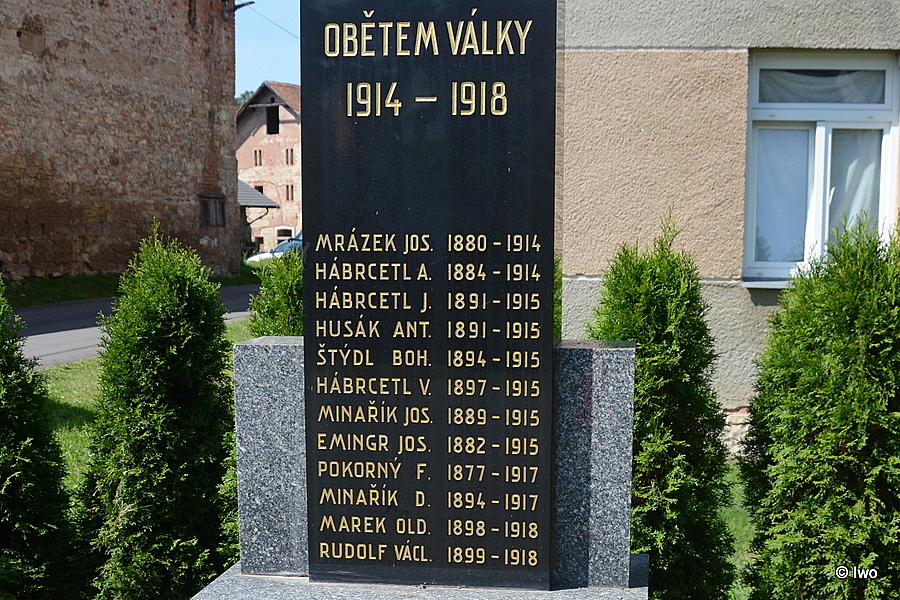 OBĚTEM VÁLKY
1914 – 1918
MRÁZEK JOS. 1880 - 1914
HÁBRCETL A. 1884 - 1914
HÁBRCETL J. 1891 - 1915
HUSÁK ANT. 1891 - 1915
ŠTÝDL BOH. 1894 - 1915
HÁBRCETL V. 1897 - 1915
MINAŘÍK JOS. 1889 - 1915
EMINGR JOS. 1882 - 1915
POKORNÝ F. 1877 - 1917
MINAŘÍK D. 1894 - 1917
MAREK OLD. 1898 - 1918
RUDOLF VÁCL. 1899 - 1918
© Iwo